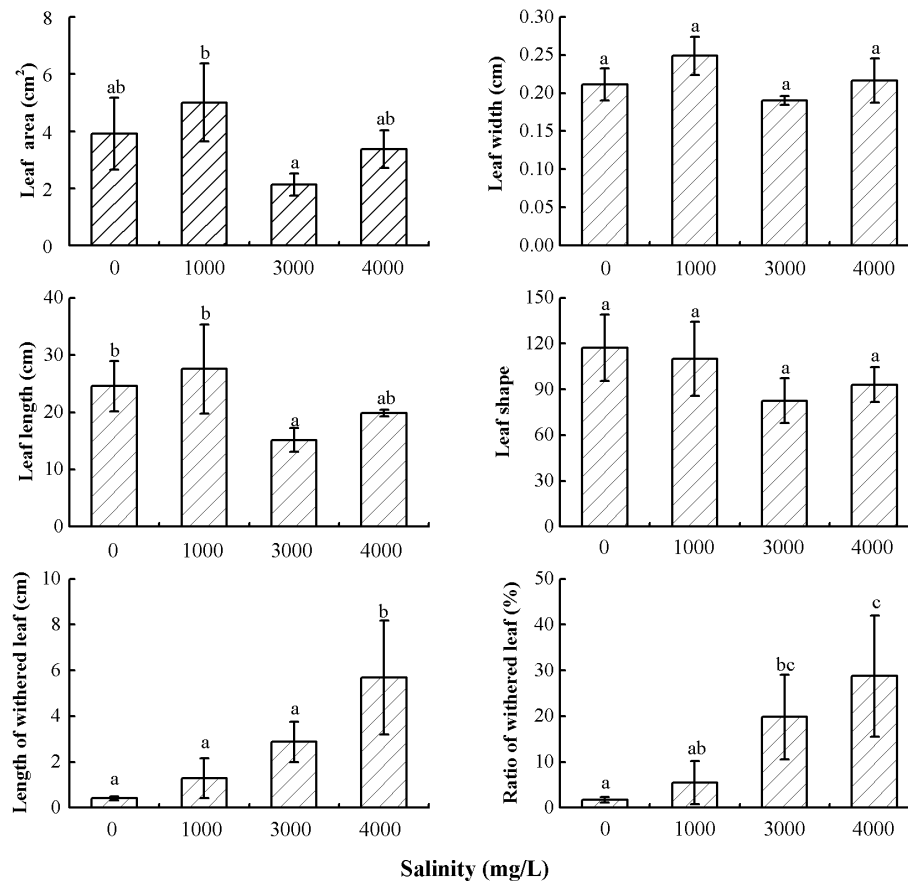 Leaf area (cm²)
8
6
4
2
0
ab
b
a
ab
0 1000 3000 4000
Leaf width (cm)
0.30
0.25
0.20
0.15
0.10
0.05
0.00
a
a
a
a
0 1000 3000 4000
Leaf length (cm)
40
30
20
10
0
b
b
a
ab
0 1000 3000 4000
Leaf shape
150
120
90
60
30
0
a
a
a
a
0 1000 3000 4000
Length of withered leaf (cm)
10
8
6
4
2
0
a
a
a
b
0 1000 3000 4000
Ratio of withered leaf (%)
50
40
30
20
10
0
a
ab
bc
c
0 1000 3000 4000
Salinity (mg/L)